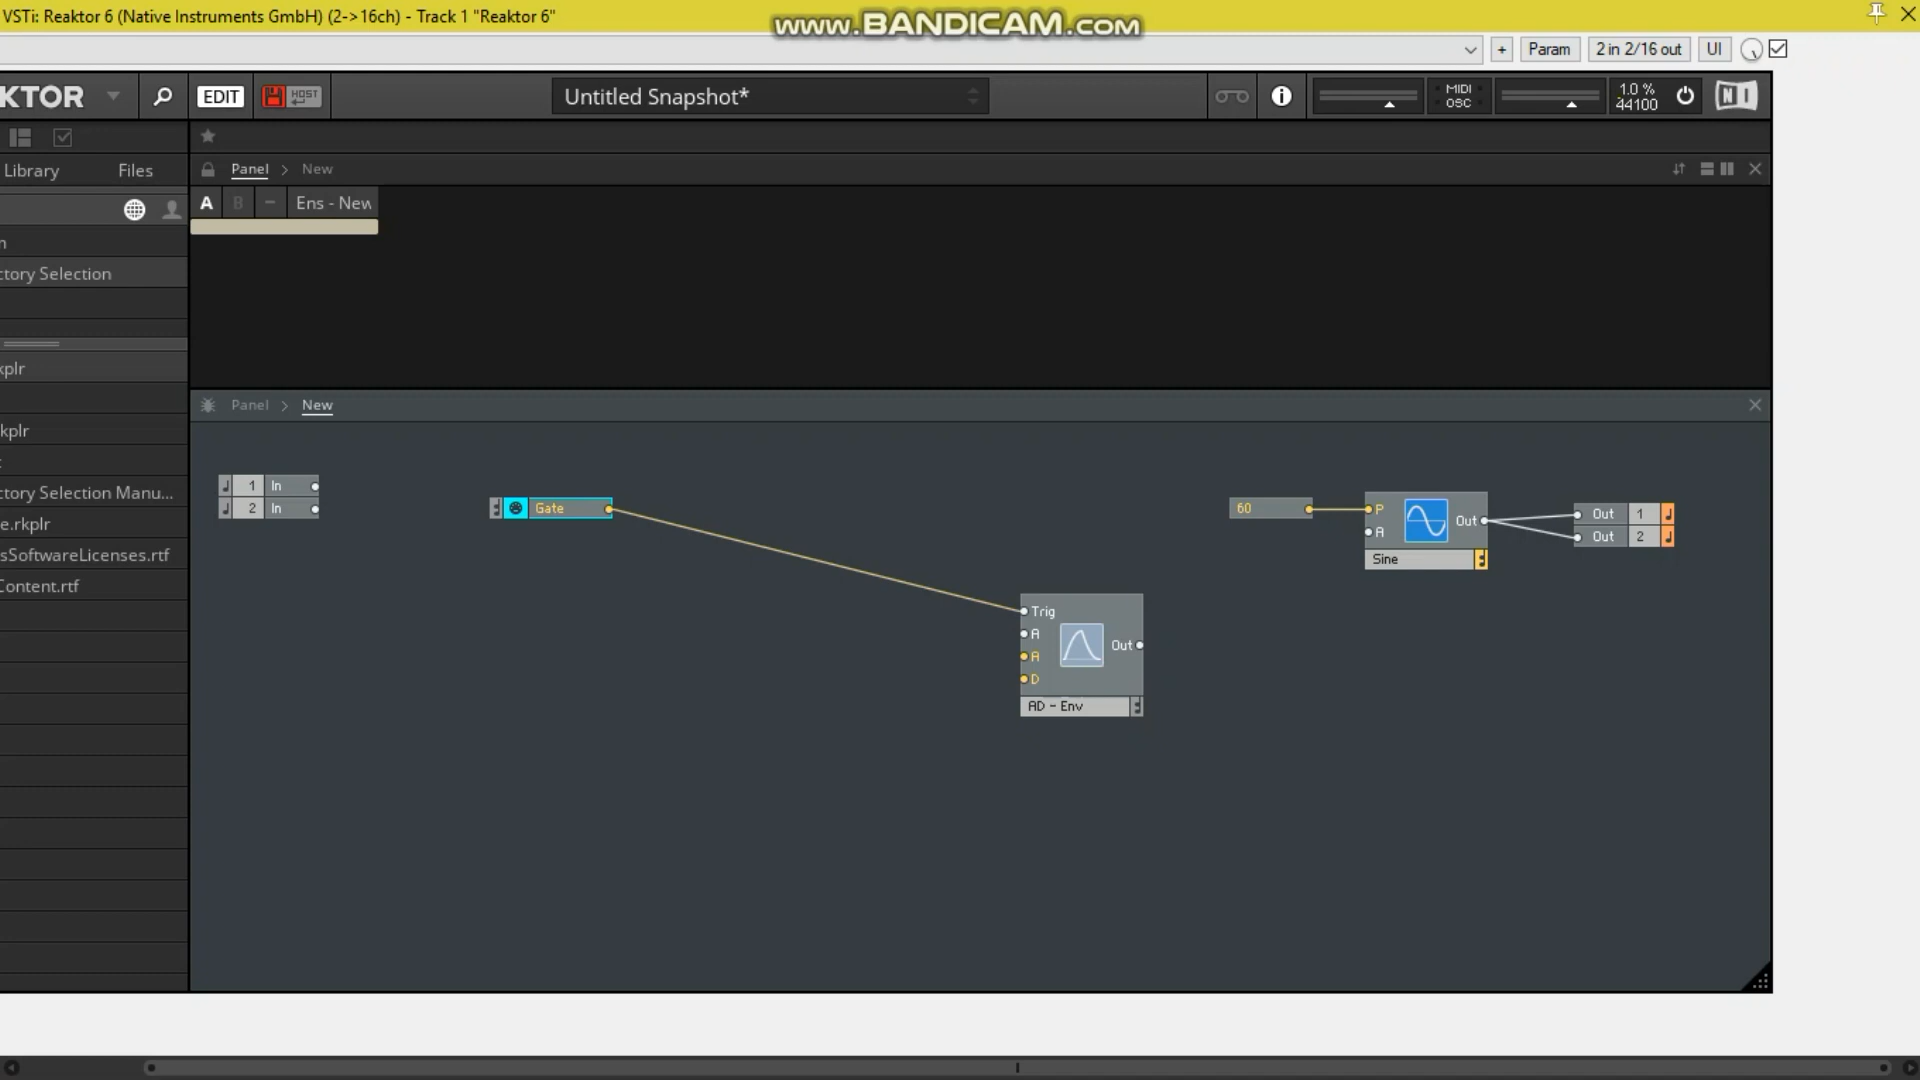 VSTi: Reaktor 6 (Native Instruments GmbH) (2->16ch) - Track 1 "Reaktor 6"
www.BANDICAM.com
+ Param 2 in 2/16 out UI
KTOR EDIT HOST Untitled Snapshot* i MIDI OSC 1.0 % 44100 NI
Library Files
Panel > New
A B - Ens - New
n
ctory Selection
kplr
kplr
t
ctory Selection Manu...
e.rkplr
sSoftwareLicenses.rtf
Content.rtf
Panel > New
1 In
2 In
Gate
60
P
A
Out
Sine
Out 1
Out 2
Trig
A
A
D
Out
AD - Env